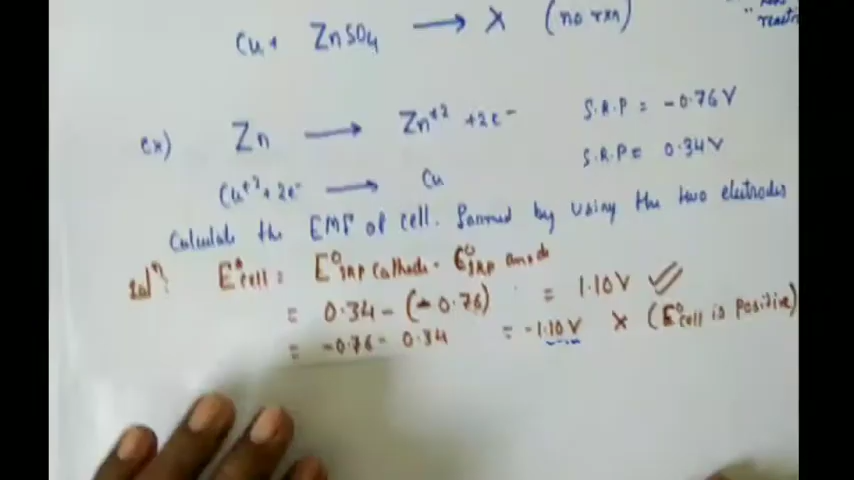 "
reactio
Cu + ZnSO4 → X (no rxn)
ex) Zn → Zn+2 +2e- S.R.P = -0.76V
Cu+2 + 2e- → Cu S.R.P = 0.34V
Calculate the EMF of cell. formed by using the two electrodes
Sol": E°cell = E°SRP cathode - E°SRP anode
= 0.34 - (-0.76) = 1.10V ✓
= -0.76 - 0.34 = -1.10V X (E°cell is positive)